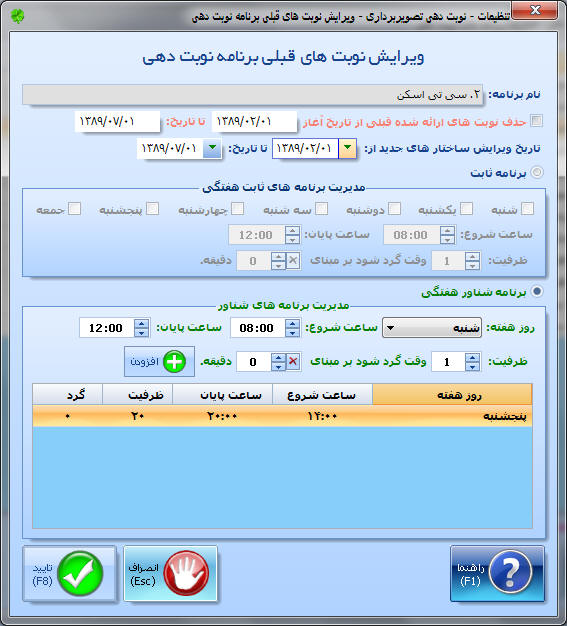 تنظیمات - نوبت دهی تصویربرداری - ویرایش نوبت های قبلی برنامه نوبت دهی
ویرایش نوبت های قبلی برنامه نوبت دهی
نام برنامه: ۲. سی تی اسکن
حذف نوبت های ارائه شده قبلی از تاریخ آغاز ۱۳۸۹/۰۲/۰۱ تا تاریخ: ۱۳۸۹/۰۷/۰۱
تاریخ ویرایش ساختار های جدید از: ۱۳۸۹/۰۲/۰۱ تا تاریخ: ۱۳۸۹/۰۷/۰۱
برنامه ثابت
مدیریت برنامه های ثابت هفتگی
شنبه یکشنبه دوشنبه سه شنبه چهارشنبه پنجشنبه جمعه
ساعت شروع: 08:00 ساعت پایان: 12:00
ظرفیت: 1 وقت گرد شود بر مبنای 0 دقیقه.
برنامه شناور هفتگی
مدیریت برنامه های شناور
روز هفته: شنبه ساعت شروع: 08:00 ساعت پایان: 12:00
ظرفیت: 1 وقت گرد شود بر مبنای 0 دقیقه. افزودن
روز هفته ساعت شروع ساعت پایان ظرفیت گرد
پنجشنبه ۱۴:۰۰ ۲۰:۰۰ ۲۰ ۰
راهنما (F1)
انصراف (Esc)
تایید (F8)